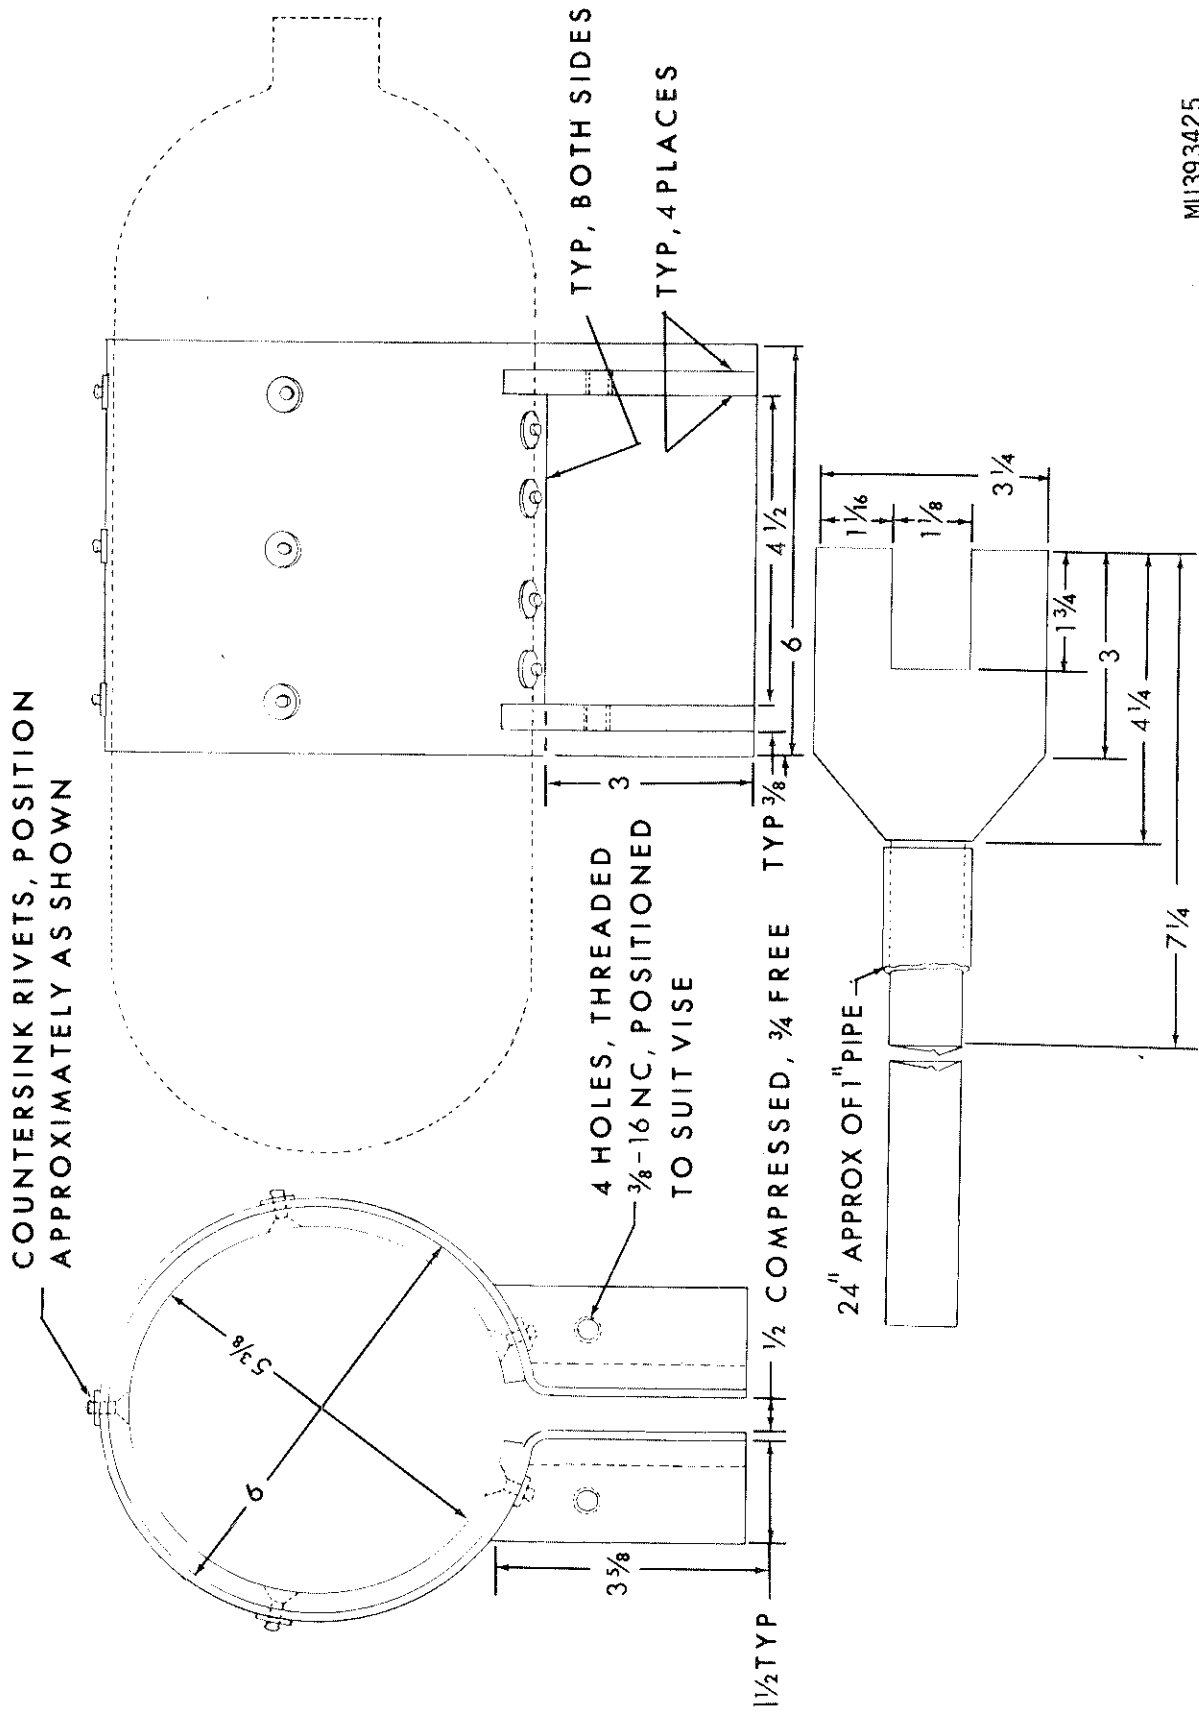 COUNTERSINK RIVETS, POSITION
APPROXIMATELY AS SHOWN
5 3/8
6
4 HOLES, THREADED
3/8-16 NC, POSITIONED
TO SUIT VISE
3 5/8
1 1/2 TYP
1/2 COMPRESSED, 3/4 FREE
TYP 3/8
3
6
4 1/2
TYP, BOTH SIDES
TYP, 4 PLACES
24" APPROX OF 1" PIPE
1 1/16
1 1/8
3 1/4
1 3/4
3
4 1/4
7 1/4
MU393425